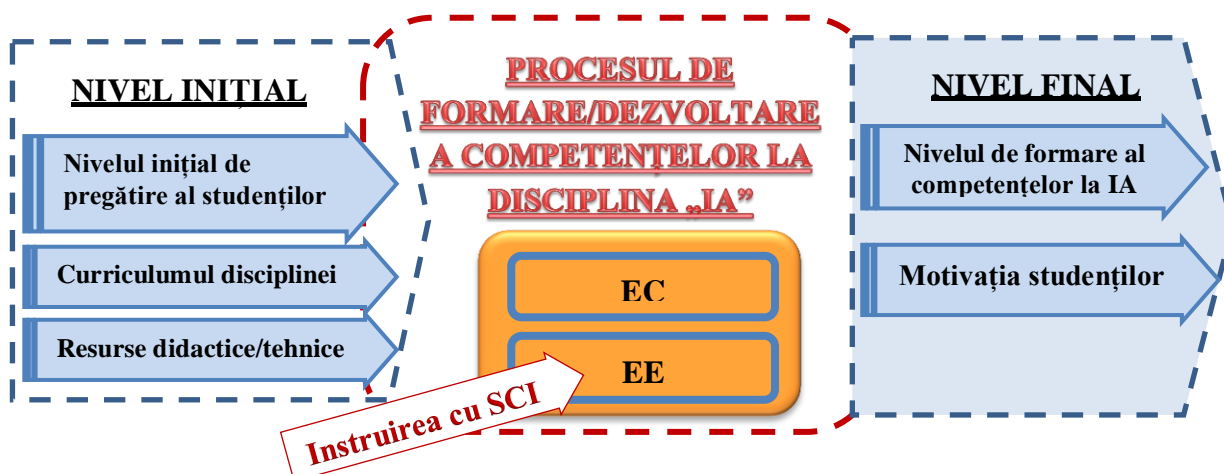 NIVEL INIȚIAL
Nivelul inițial de
pregătire al studenților
Curriculumul disciplinei
Resurse didactice/tehnice
PROCESUL DE
FORMARE/DEZVOLTARE
A COMPETENȚELOR LA
DISCIPLINA „IA”
EC
EE
Instruirea cu SCI
NIVEL FINAL
Nivelul de formare al
competențelor la IA
Motivația studenților